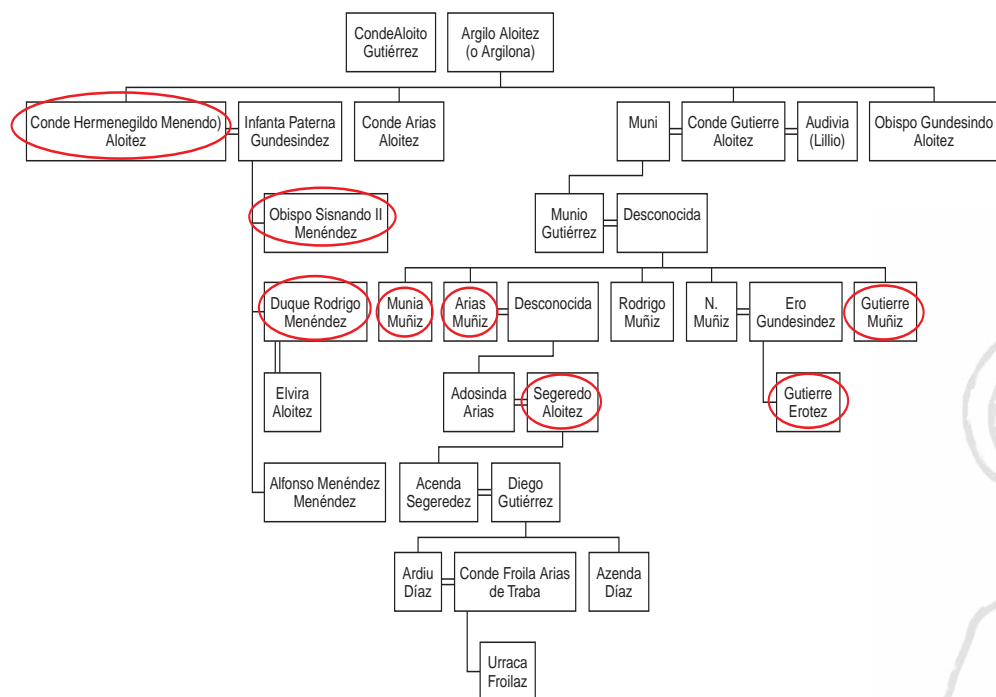 CondeAloito
Gutiérrez
Argilo Aloitez
(o Argilona)
Conde Hermenegildo Menendo)
Aloitez
Infanta Paterna
Gundesindez
Conde Arias
Aloitez
Muni
Conde Gutierre
Aloitez
Audivia
(Lillio)
Obispo Gundesindo
Aloitez
Obispo Sisnando II
Menéndez
Munio
Gutiérrez
Desconocida
Duque Rodrigo
Menéndez
Munia
Muñiz
Arias
Muñiz
Desconocida
Rodrigo
Muñiz
N.
Muñiz
Ero
Gundesindez
Gutierre
Muñiz
Elvira
Aloitez
Adosinda
Arias
Segeredo
Aloitez
Gutierre
Erotez
Alfonso Menéndez
Menéndez
Acenda
Segeredez
Diego
Gutiérrez
Ardiu
Díaz
Conde Froila Arias
de Traba
Azenda
Díaz
Urraca
Froilaz